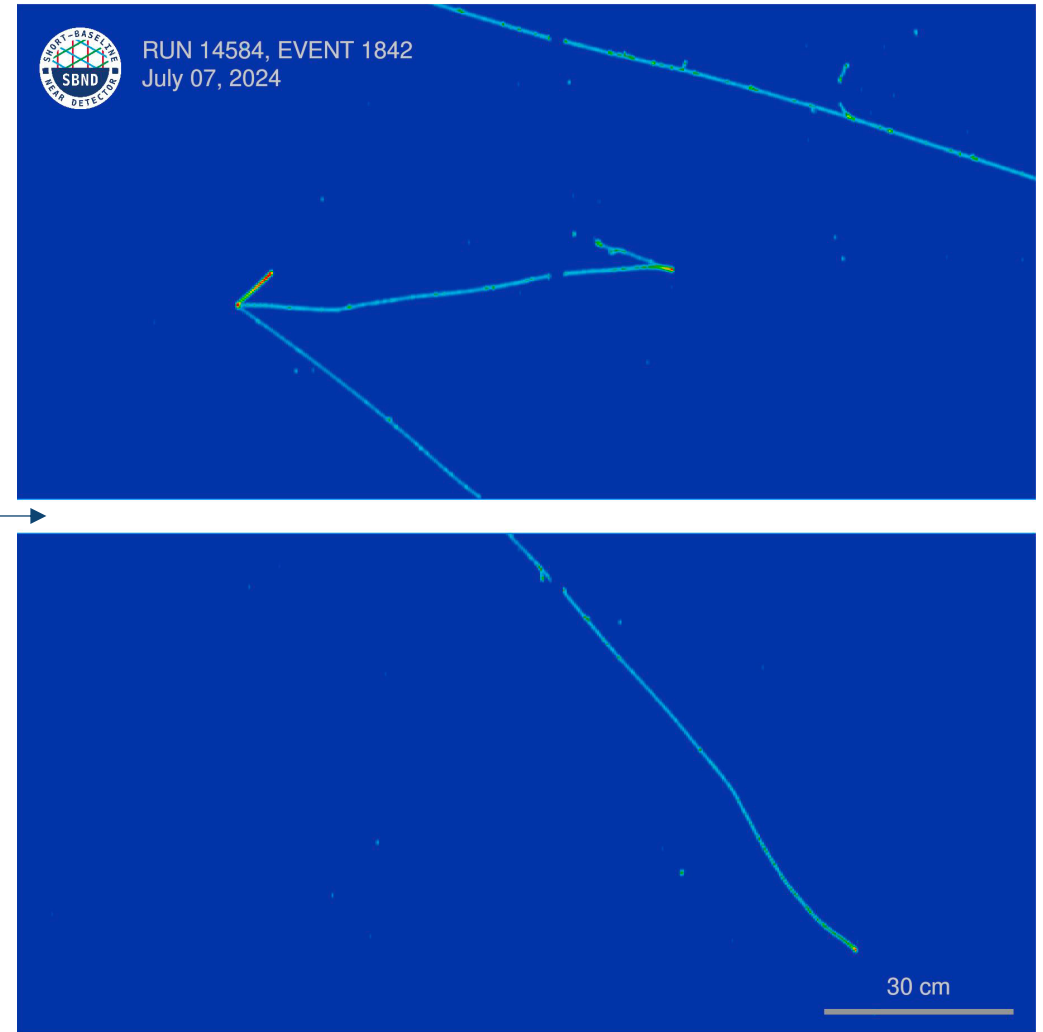 SHORT-BASELINE
SBND
NEAR DETECTOR
RUN 14584, EVENT 1842
July 07, 2024
30 cm